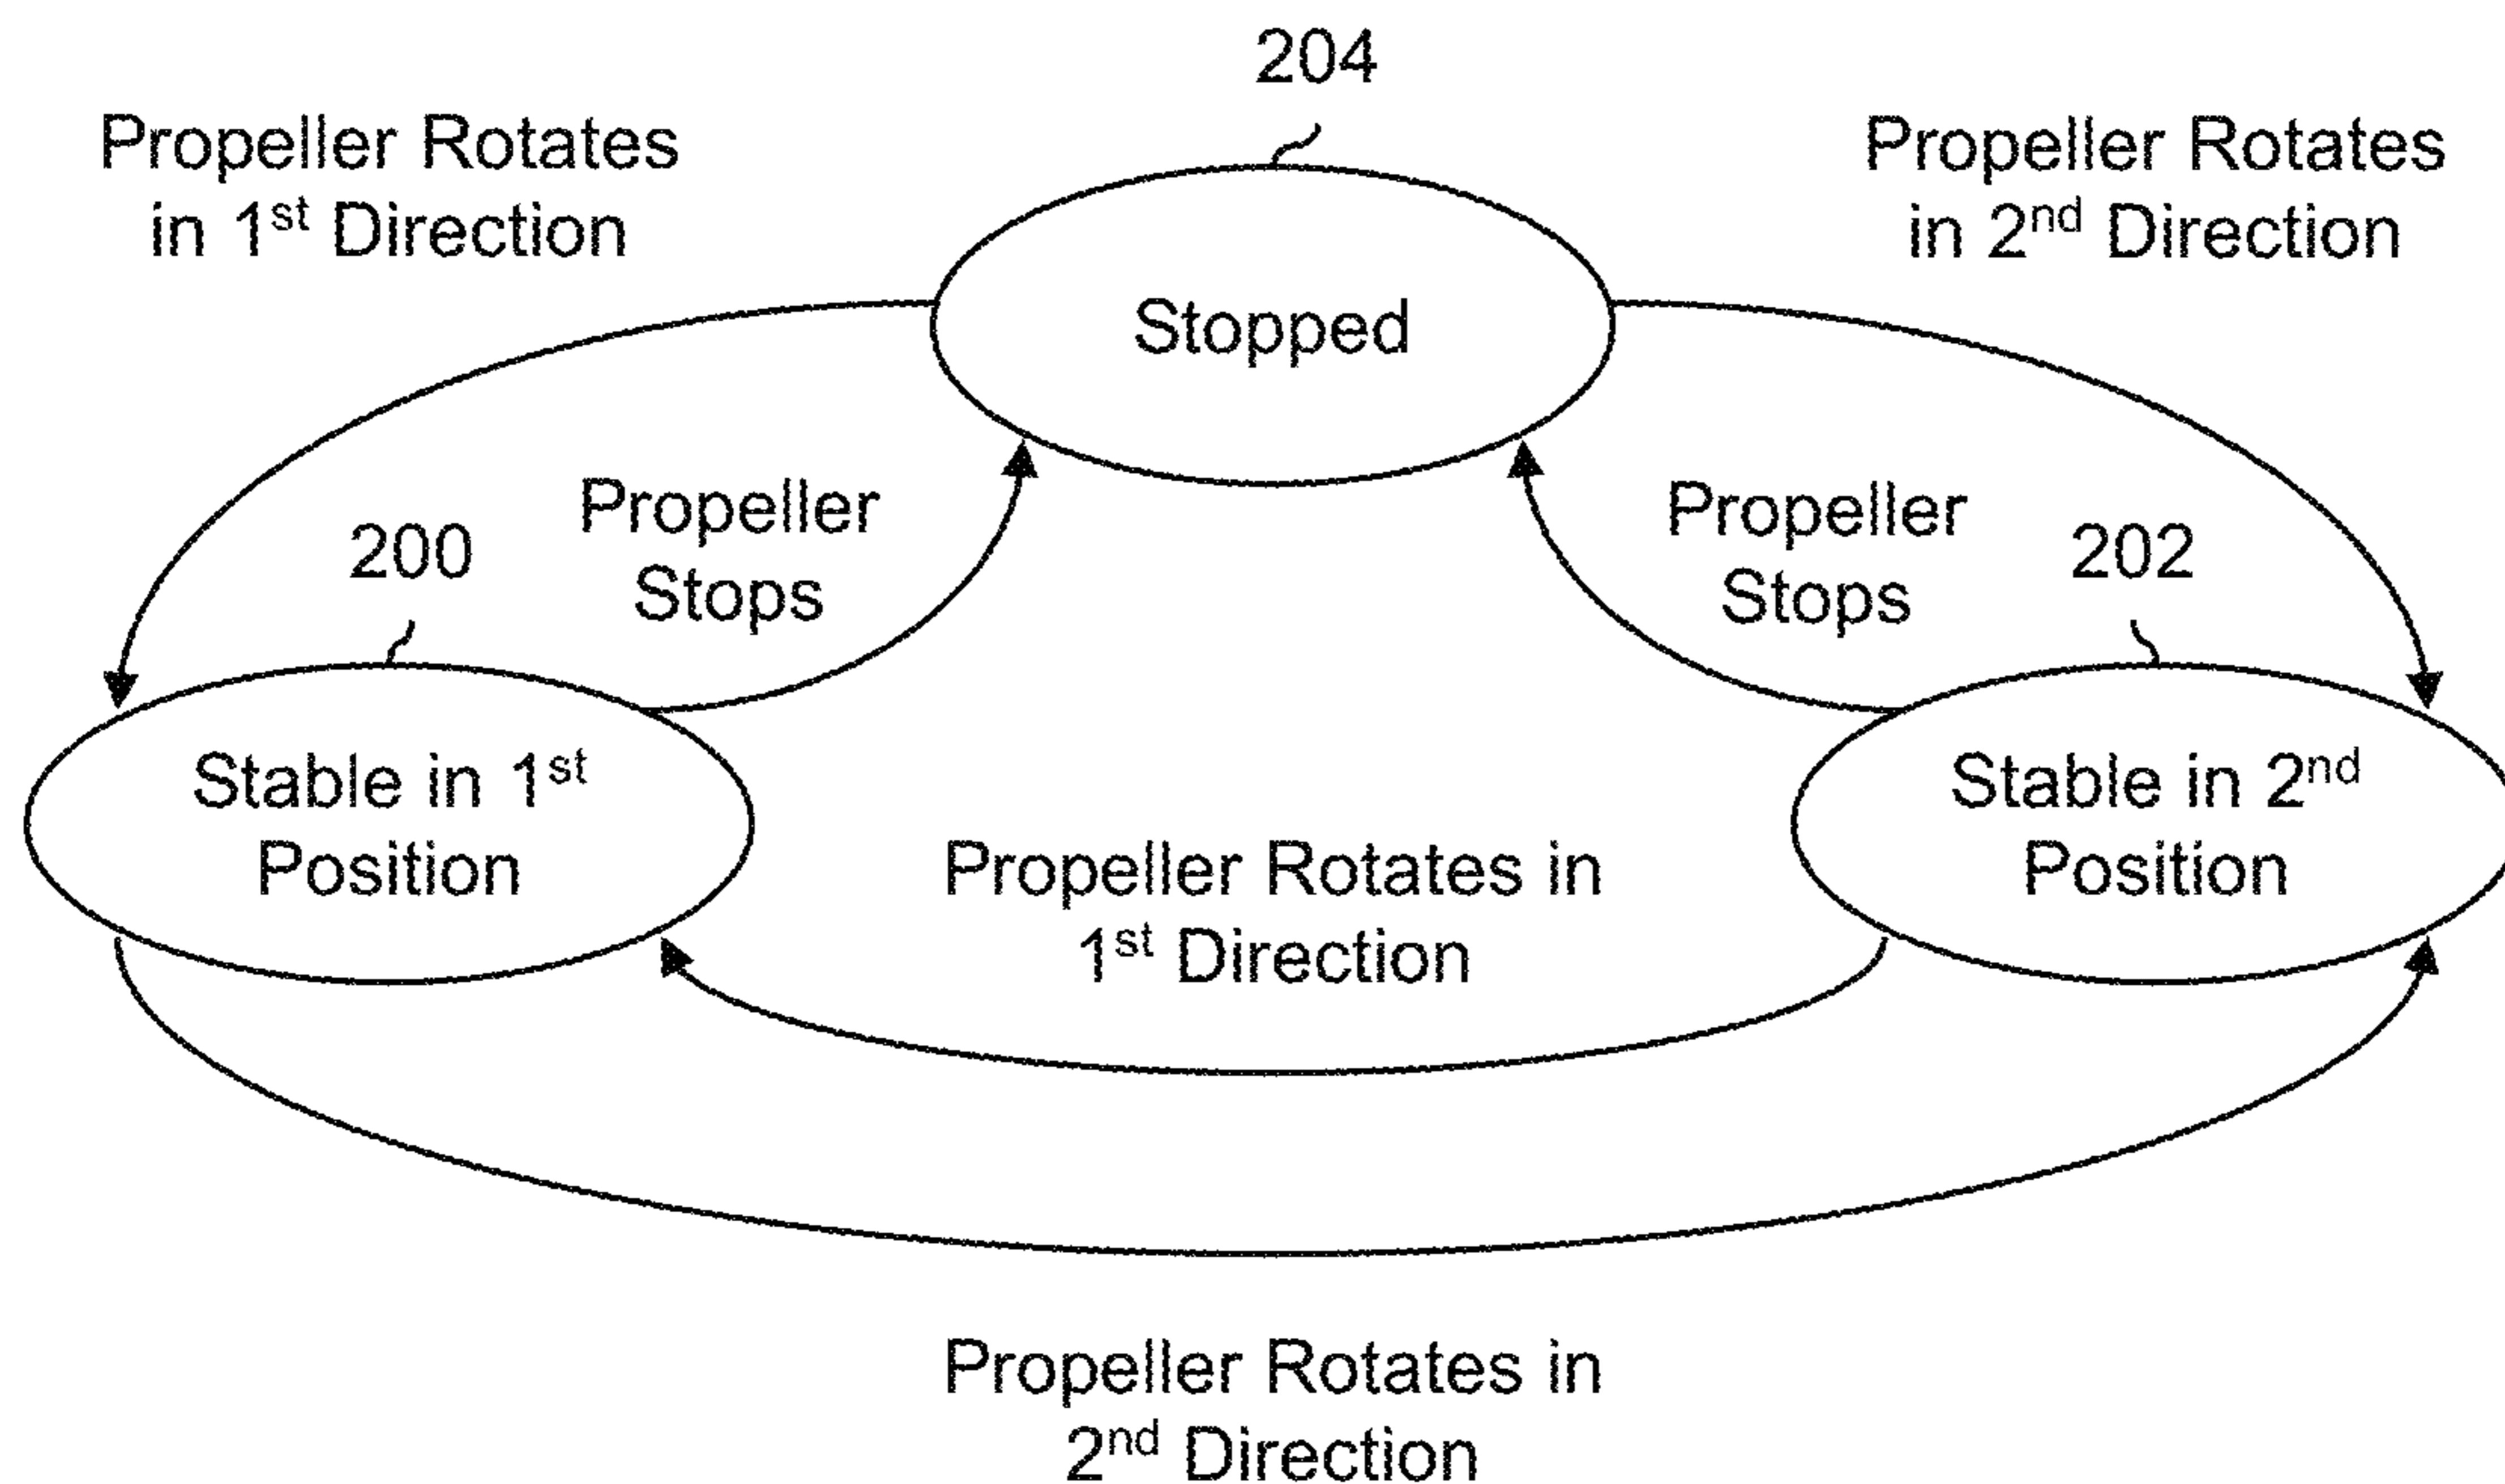 204
Propeller Rotates
in 1st Direction
Propeller Rotates
in 2nd Direction
Stopped
Propeller
Stops
Propeller
Stops
200
202
Stable in 1st
Position
Stable in 2nd
Position
Propeller Rotates in
1st Direction
Propeller Rotates in
2nd Direction